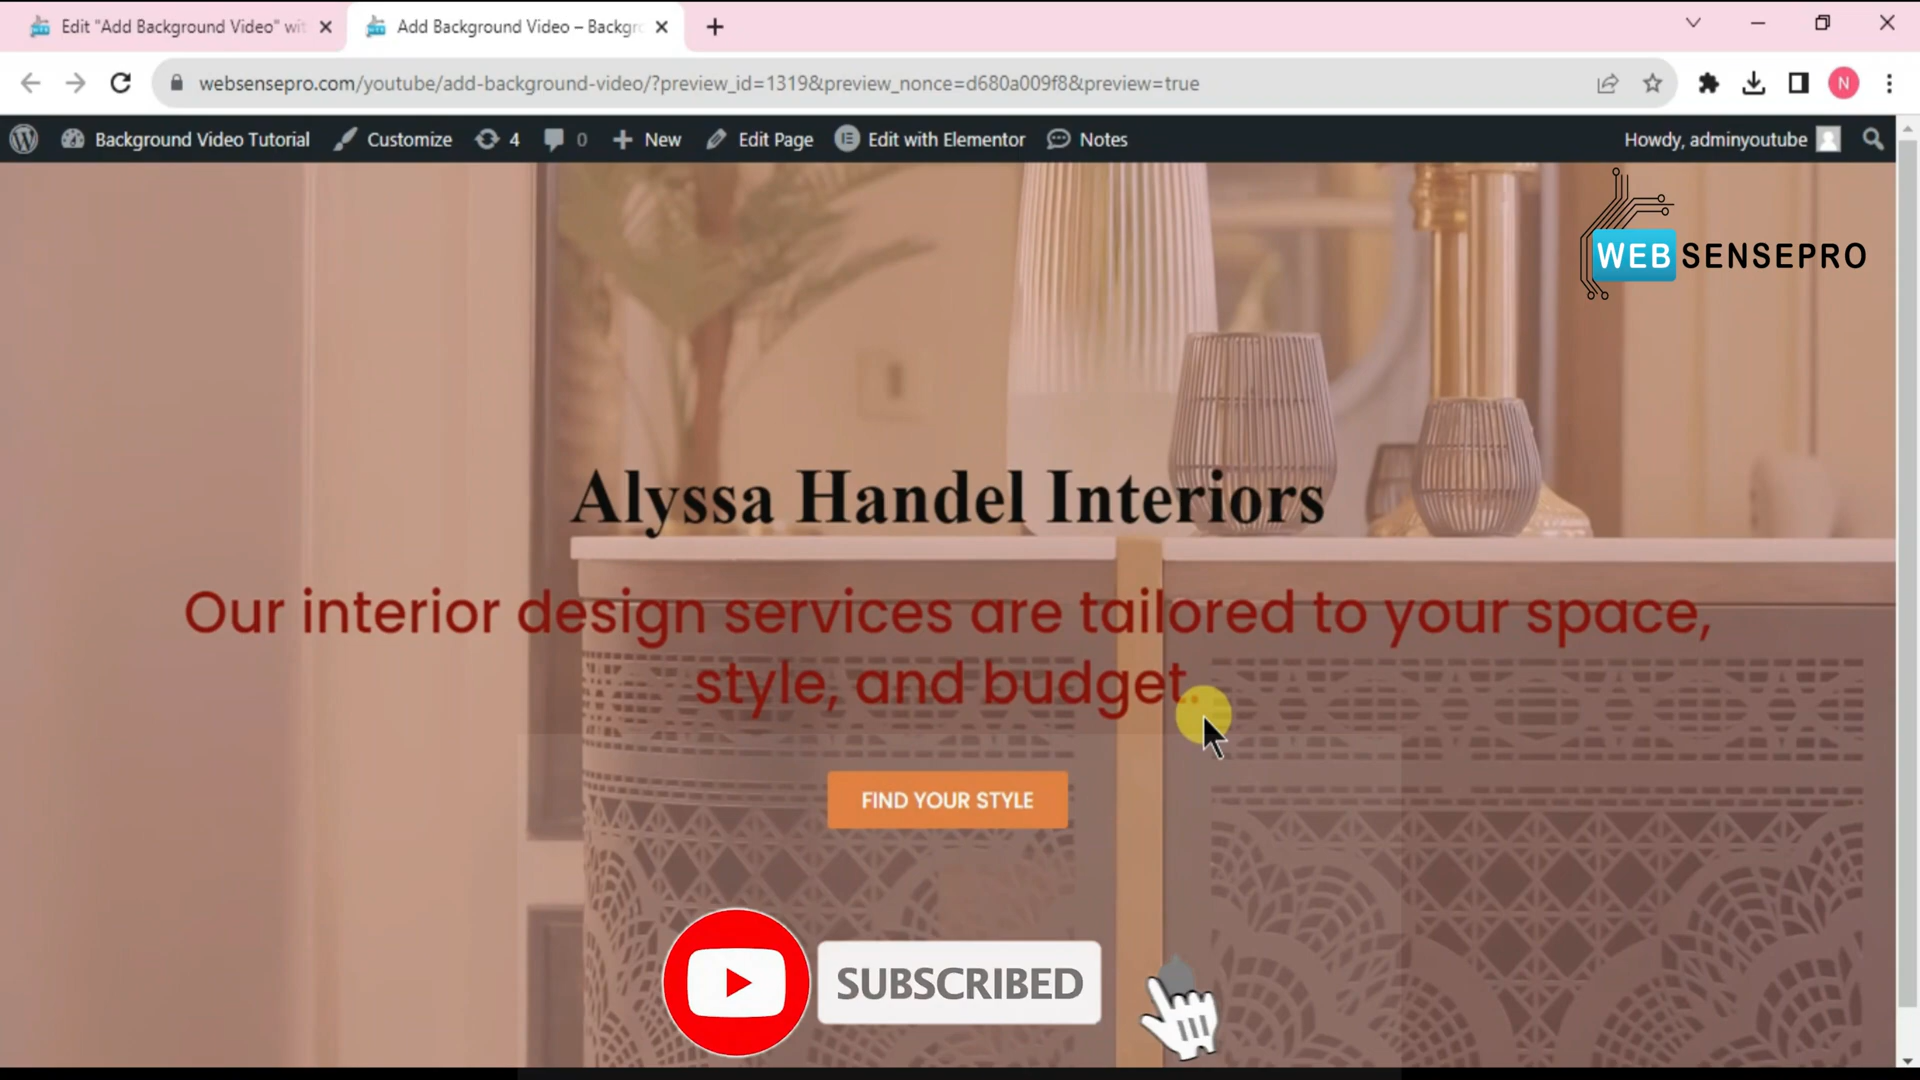 Edit "Add Background Video" wit
Add Background Video – Backgr
websensepro.com/youtube/add-background-video/?preview_id=1319&preview_nonce=d680a009f8&preview=true
N
Background Video Tutorial
Customize
4
0
New
Edit Page
Edit with Elementor
Notes
Howdy, adminyoutube
WEB SENSEPRO
Alyssa Handel Interiors
Our interior design services are tailored to your space,
style, and budget.
FIND YOUR STYLE
SUBSCRIBED